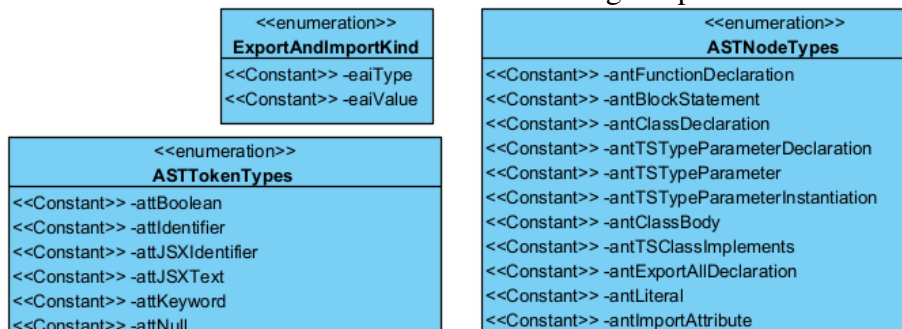 <<enumeration>>
ExportAndImportKind
<<Constant>> -eaiType
<<Constant>> -eaiValue
<<enumeration>>
ASTTokenTypes
<<Constant>> -attBoolean
<<Constant>> -attIdentifier
<<Constant>> -attJSXIdentifier
<<Constant>> -attJSXText
<<Constant>> -attKeyword
<<Constant>> -attNull
<<enumeration>>
ASTNodeTypes
<<Constant>> -antFunctionDeclaration
<<Constant>> -antBlockStatement
<<Constant>> -antClassDeclaration
<<Constant>> -antTSTypeParameterDeclaration
<<Constant>> -antTSTypeParameter
<<Constant>> -antTSTypeParameterInstantiation
<<Constant>> -antClassBody
<<Constant>> -antTSClassImplements
<<Constant>> -antExportAllDeclaration
<<Constant>> -antLiteral
<<Constant>> -antImportAttribute